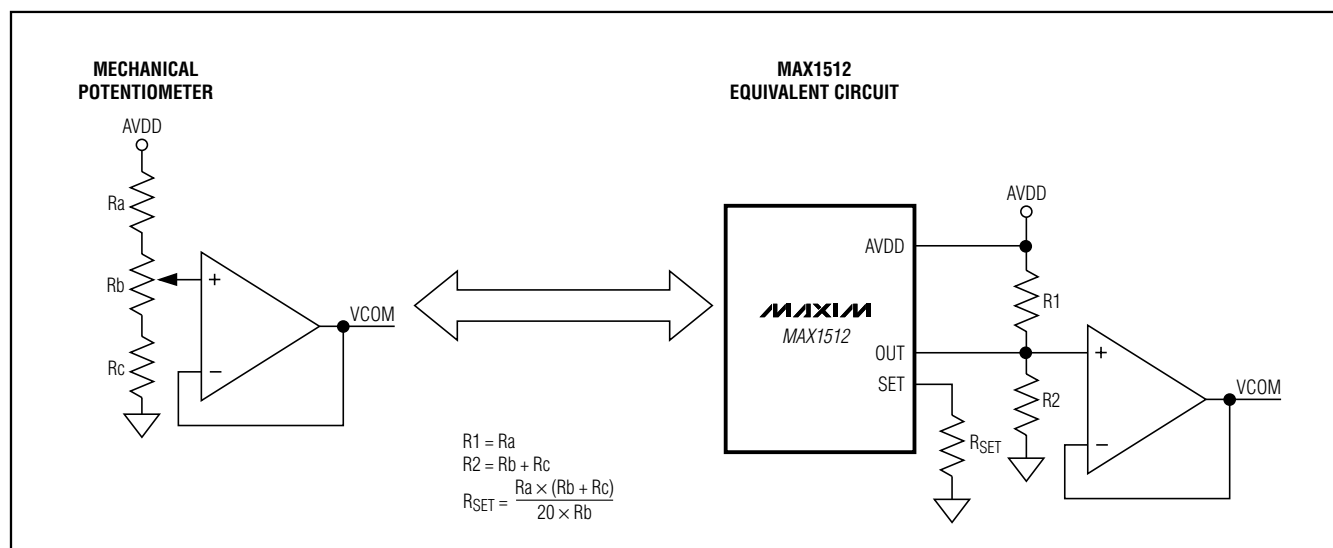 MECHANICAL
POTENTIOMETER
AVDD
Ra
Rb
Rc
+
−
VCOM
R1 = Ra
R2 = Rb + Rc
RSET = Ra × (Rb + Rc)
20 × Rb
MAX1512
EQUIVALENT CIRCUIT
AVDD
AVDD
MAXIM
MAX1512
OUT
SET
RSET
R1
R2
+
−
VCOM